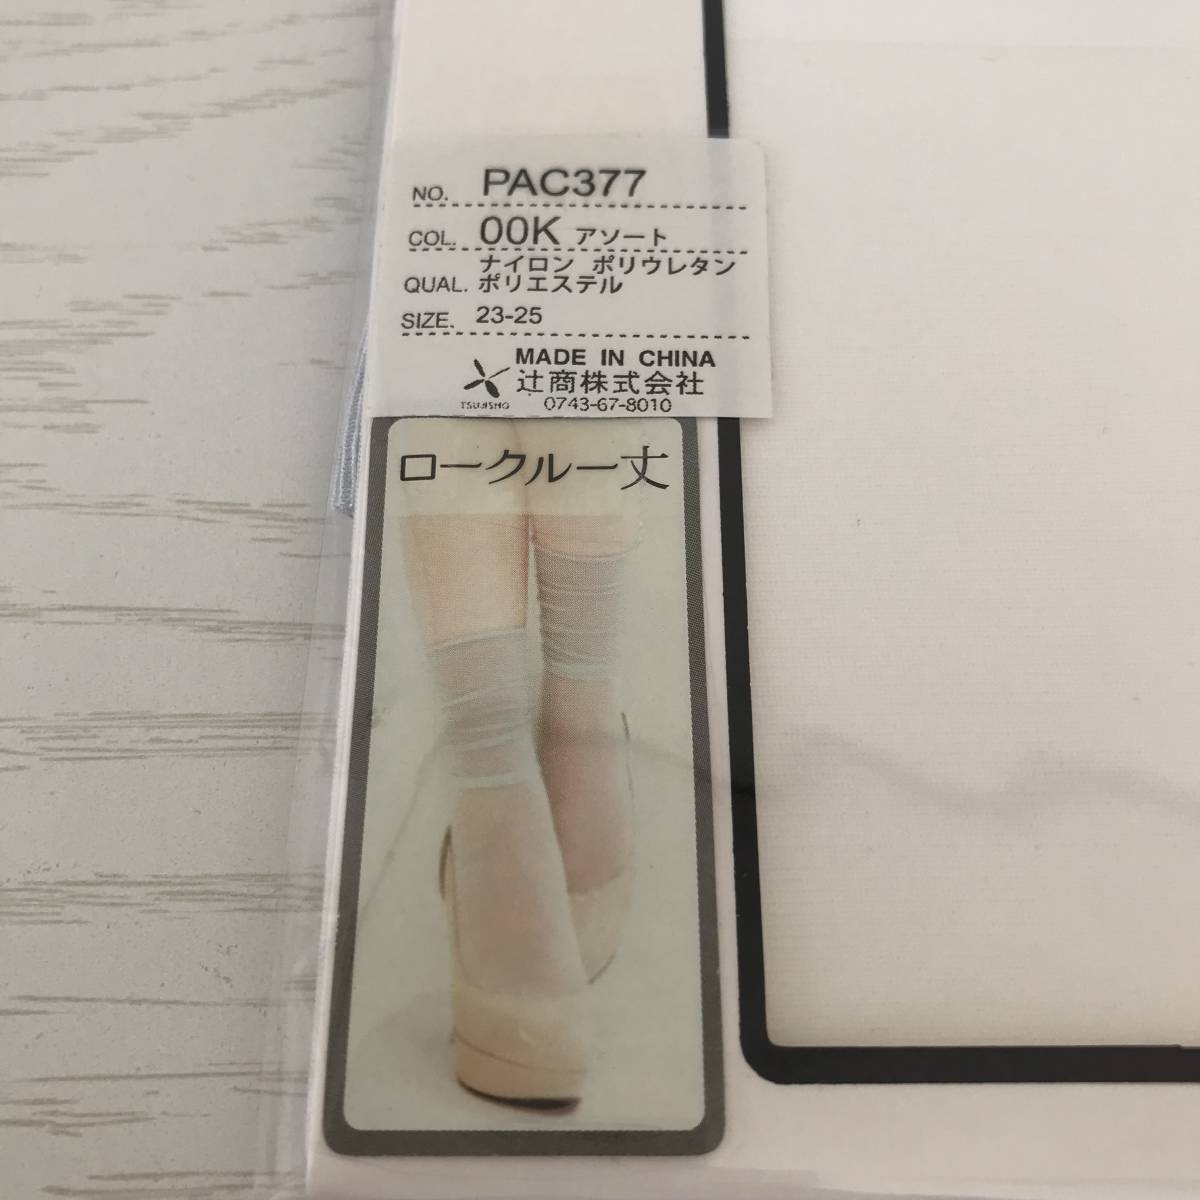 NO. PAC377
COL. 00K アソート
ナイロン ポリウレタン
QUAL. ポリエステル
SIZE. 23-25
MADE IN CHINA
辻商株式会社
TSUJISHO 0743-67-8010
ロークルー丈